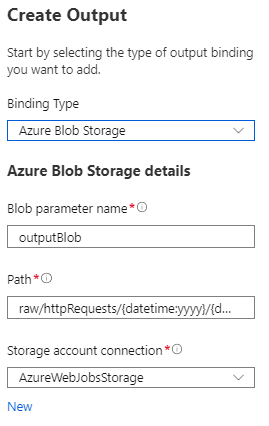 Create Output
Start by selecting the type of output binding
you want to add.
Binding Type
Azure Blob Storage
Azure Blob Storage details
Blob parameter name*
outputBlob
Path*
raw/httpRequests/{datetime:yyyy}/{d...
Storage account connection*
AzureWebJobsStorage
New